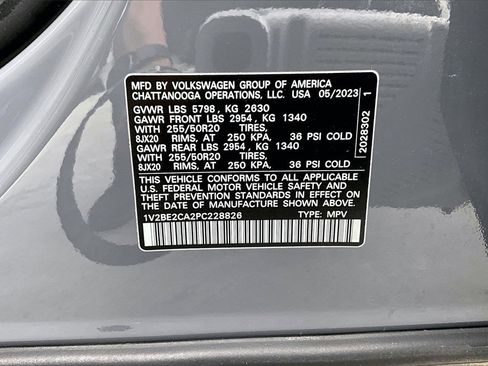 MFD BY VOLKSWAGEN GROUP OF AMERICA
CHATTANOOGA OPERATIONS, LLC. USA 05/2023
GVWR LBS 5798, KG 2630
GAWR FRONT LBS 2954, KG 1340
WITH 255/50R20 TIRES,
8JX20 RIMS, AT 250 KPA, 36 PSI COLD
GAWR REAR LBS 2954, KG 1340
WITH 255/50R20 TIRES,
8JX20 RIMS, AT 250 KPA, 36 PSI COLD
THIS VEHICLE CONFORMS TO ALL APPLICABLE
U.S. FEDERAL MOTOR VEHICLE SAFETY AND
THEFT PREVENTION STANDARDS IN EFFECT ON
THE DATE OF MANUFACTURE SHOWN ABOVE.
1V2BE2CA2PC228826 TYPE: MPV
2028302 1